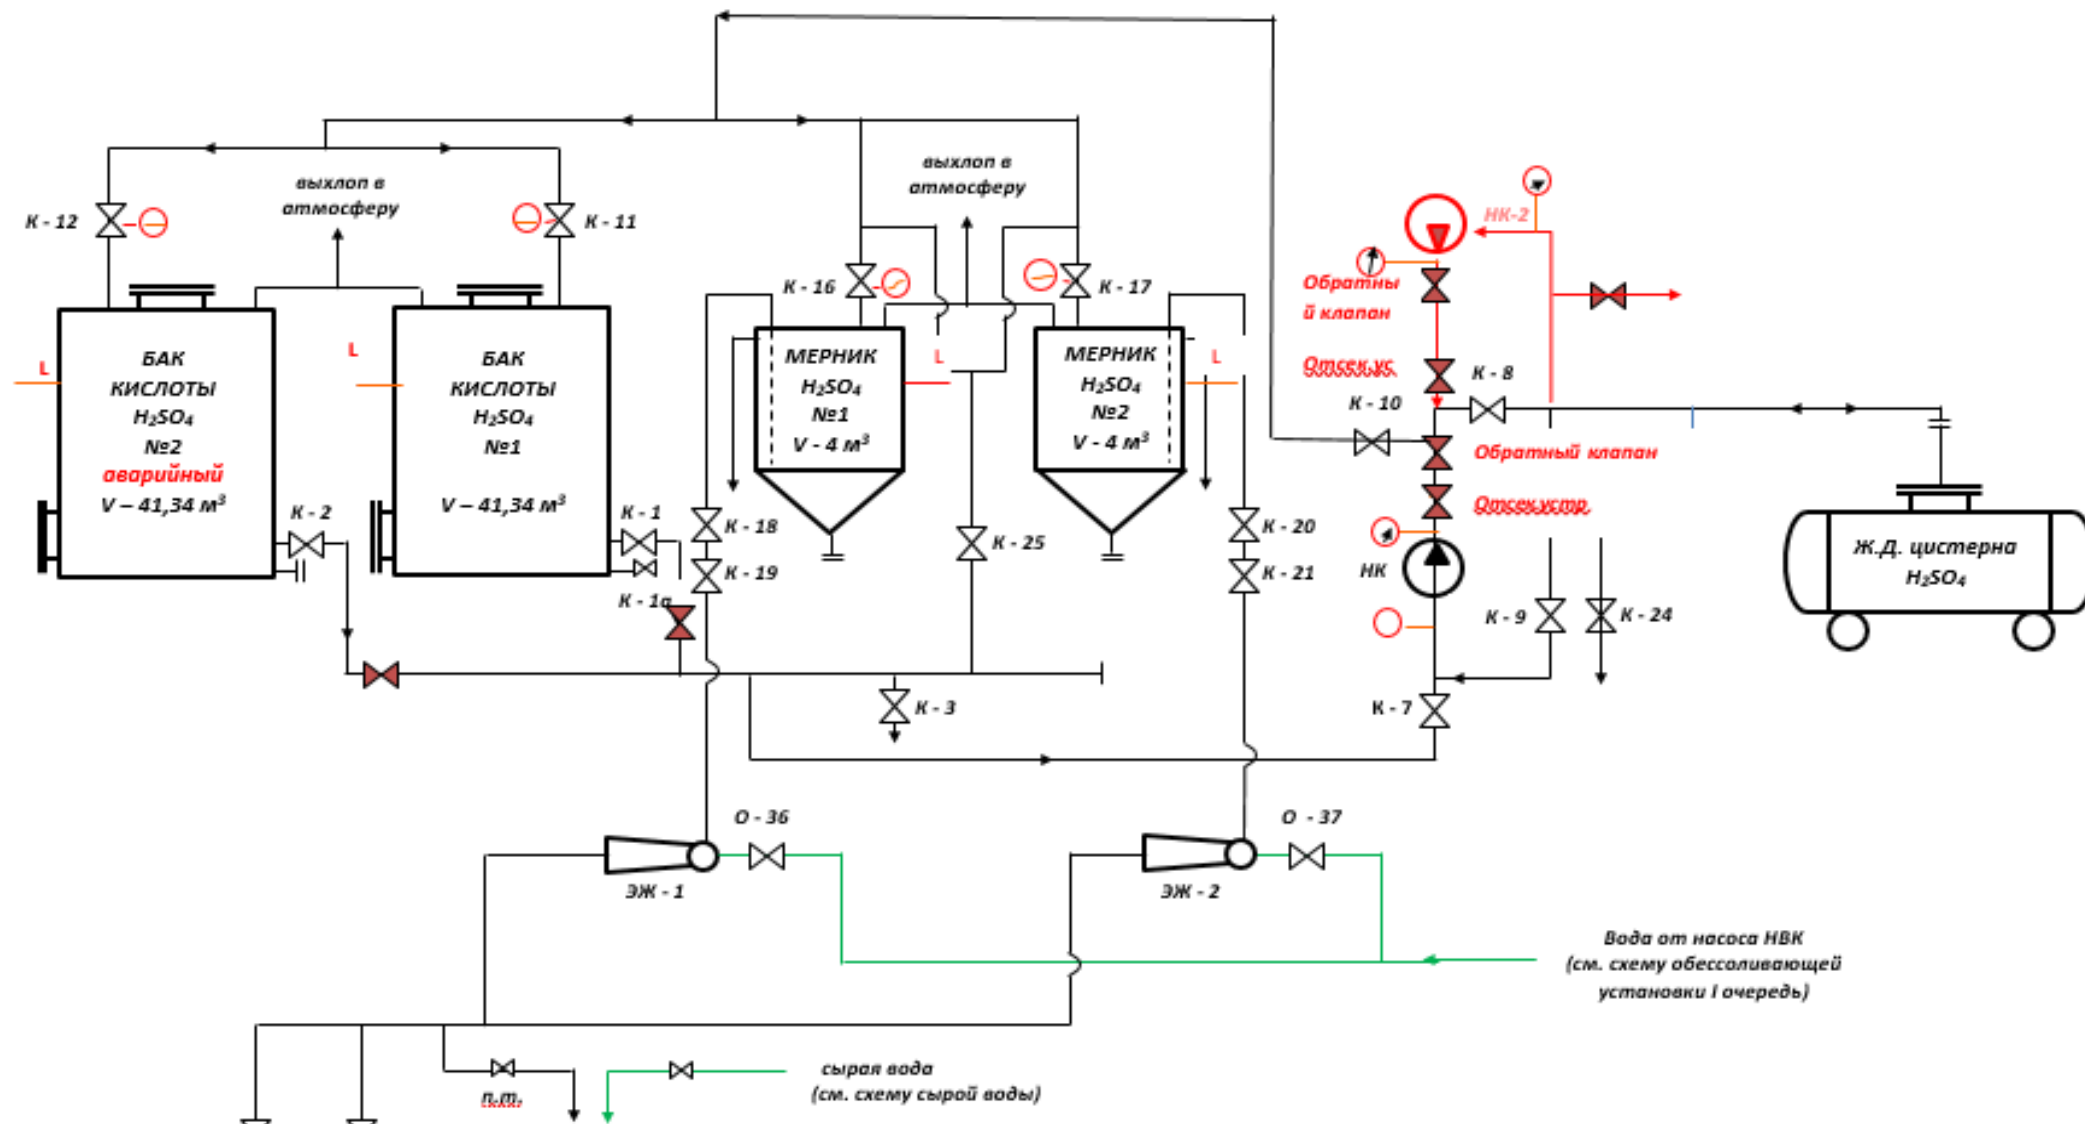 выхлоп в
атмосферу
выхлоп в
атмосферу
К - 12
К - 11
К - 16
К - 17
НК-2
Обратны
й клапан
Отсек.ус.
К - 8
К - 10
Обратный клапан
Отсек.устр.
НК
К - 9
К - 24
К - 7
L
БАК
КИСЛОТЫ
H₂SO₄
№2
аварийный
V – 41,34 м³
К - 2
L
БАК
КИСЛОТЫ
H₂SO₄
№1
V – 41,34 м³
К - 1
К - 1а
МЕРНИК
H₂SO₄
№1
V - 4 м³
L
МЕРНИК
H₂SO₄
№2
V - 4 м³
L
К - 18
К - 19
К - 25
К - 20
К - 21
К - 3
Ж.Д. цистерна
H₂SO₄
О - 36
ЭЖ - 1
О - 37
ЭЖ - 2
Вода от насоса НВК
(см. схему обессоливающей
установки I очередь)
п.т.
сырая вода
(см. схему сырой воды)